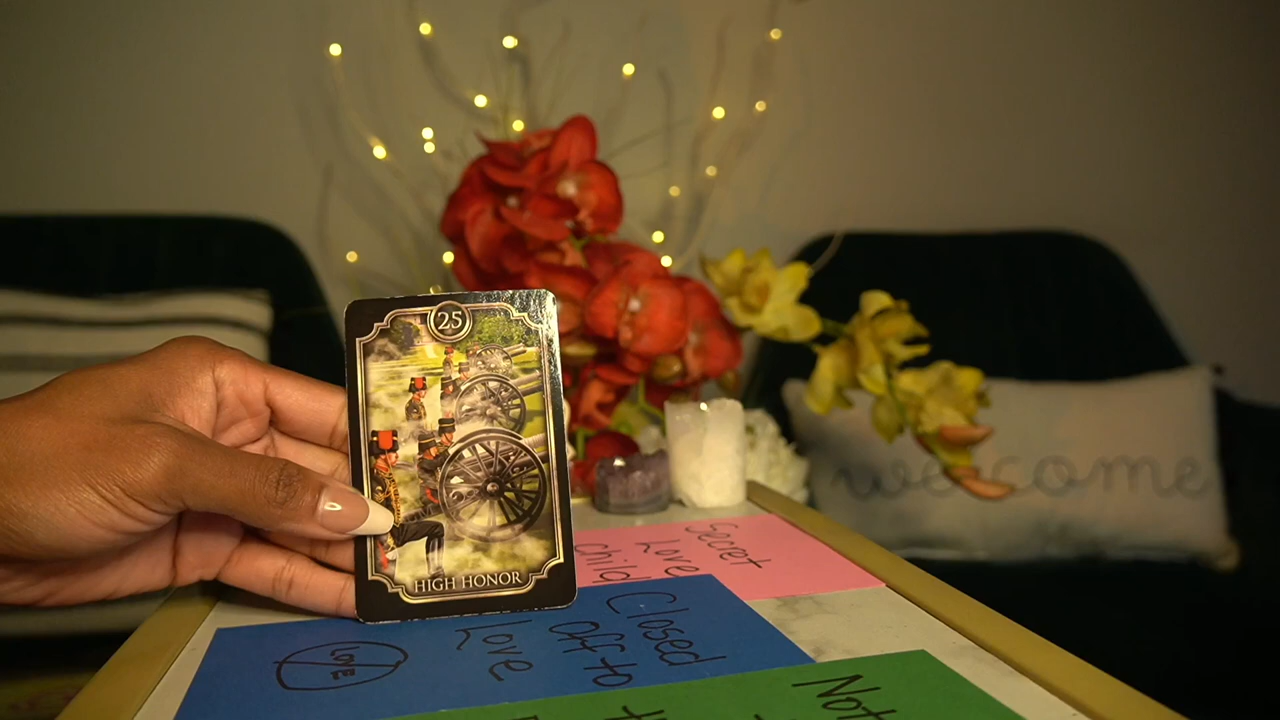 25
HIGH HONOR
welcome
Secret
Love
Child
Closed
Off to
Love
LOVE
Not